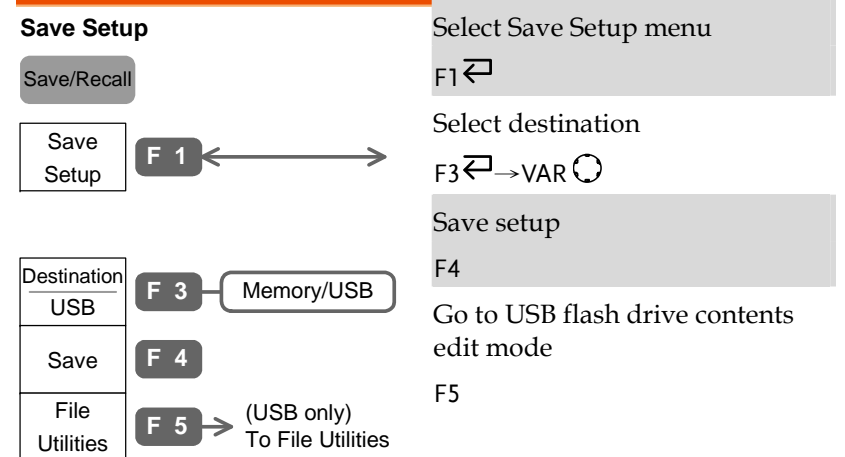 Save Setup
Save/Recall
Save
Setup
F 1
Destination
USB
F 3
Memory/USB
Save
F 4
File
Utilities
F 5
(USB only)
To File Utilities
Select Save Setup menu
F1
Select destination
F3 →VAR
Save setup
F4
Go to USB flash drive contents
edit mode
F5